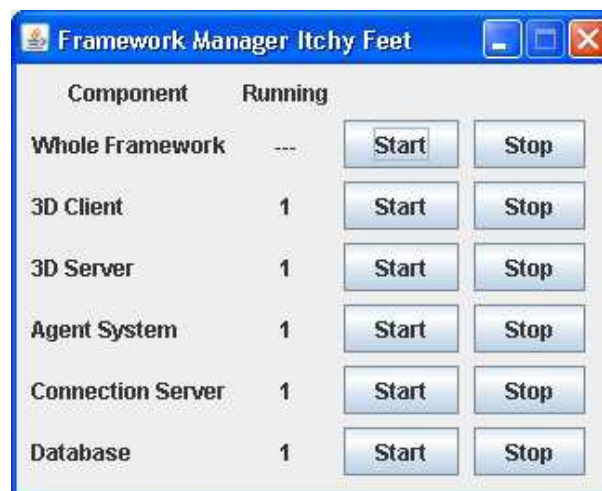 Framework Manager Itchy Feet
Component Running
Whole Framework --- Start Stop
3D Client 1 Start Stop
3D Server 1 Start Stop
Agent System 1 Start Stop
Connection Server 1 Start Stop
Database 1 Start Stop